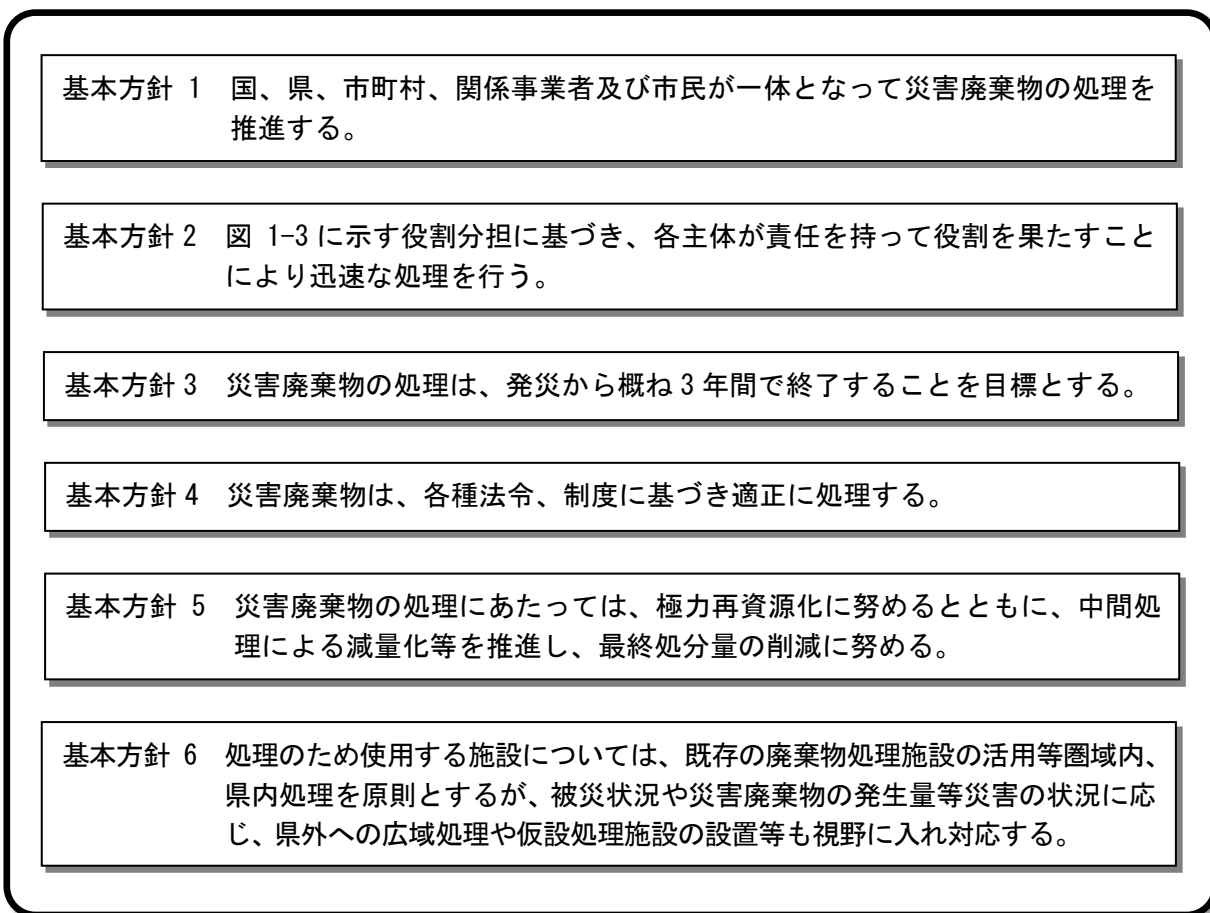 基本方針 1　国、県、市町村、関係事業者及び市民が一体となって災害廃棄物の処理を
推進する。
基本方針 2　図 1-3 に示す役割分担に基づき、各主体が責任を持って役割を果たすこと
により迅速な処理を行う。
基本方針 3　災害廃棄物の処理は、発災から概ね 3 年間で終了することを目標とする。
基本方針 4　災害廃棄物は、各種法令、制度に基づき適正に処理する。
基本方針 5　災害廃棄物の処理にあたっては、極力再資源化に努めるとともに、中間処
理による減量化等を推進し、最終処分量の削減に努める。
基本方針 6　処理のため使用する施設については、既存の廃棄物処理施設の活用等圏域内、
県内処理を原則とするが、被災状況や災害廃棄物の発生量等災害の状況に応
じ、県外への広域処理や仮設処理施設の設置等も視野に入れ対応する。